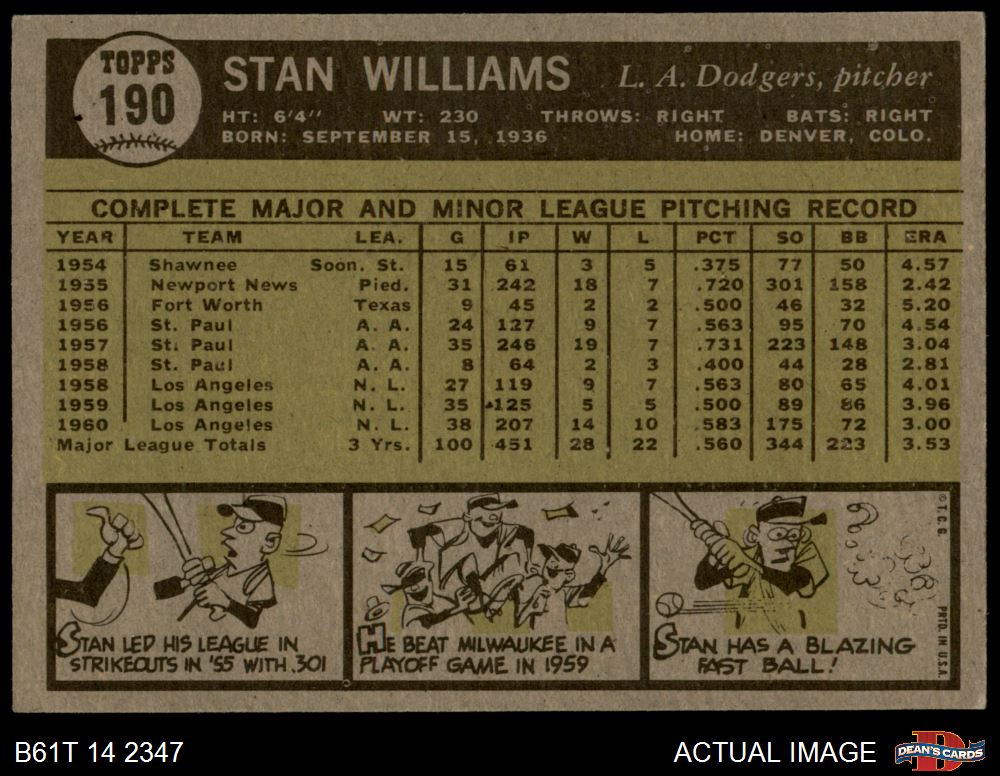 TOPPS
190
STAN WILLIAMS L. A. Dodgers, pitcher
HT: 6'4" WT: 230 THROWS: RIGHT BATS: RIGHT
BORN: SEPTEMBER 15, 1936 HOME: DENVER, COLO.
COMPLETE MAJOR AND MINOR LEAGUE PITCHING RECORD
YEAR TEAM LEA. G IP W L PCT SO BB ERA
1954 Shawnee Soon. St. 15 61 3 5 .375 77 50 4.57
1955 Newport News Pied. 31 242 18 7 .720 301 158 2.42
1956 Fort Worth Texas 9 45 2 2 .500 46 32 5.20
1956 St. Paul A. A. 24 127 9 7 .563 95 70 4.54
1957 St. Paul A. A. 35 246 19 7 .731 223 148 3.04
1958 St. Paul A. A. 8 64 2 3 .400 44 28 2.81
1958 Los Angeles N. L. 27 119 9 7 .563 80 65 4.01
1959 Los Angeles N. L. 35 125 5 5 .500 89 86 3.96
1960 Los Angeles N. L. 38 207 14 10 .583 175 72 3.00
Major League Totals 3 Yrs. 100 451 28 22 .560 344 223 3.53
STAN LED HIS LEAGUE IN
STRIKEOUTS IN '55 WITH .301
HE BEAT MILWAUKEE IN A
PLAYOFF GAME IN 1959
STAN HAS A BLAZING
FAST BALL!
© T. C. G. PRTD. IN U.S.A.
B61T 14 2347 ACTUAL IMAGE DEAN'S CARDS